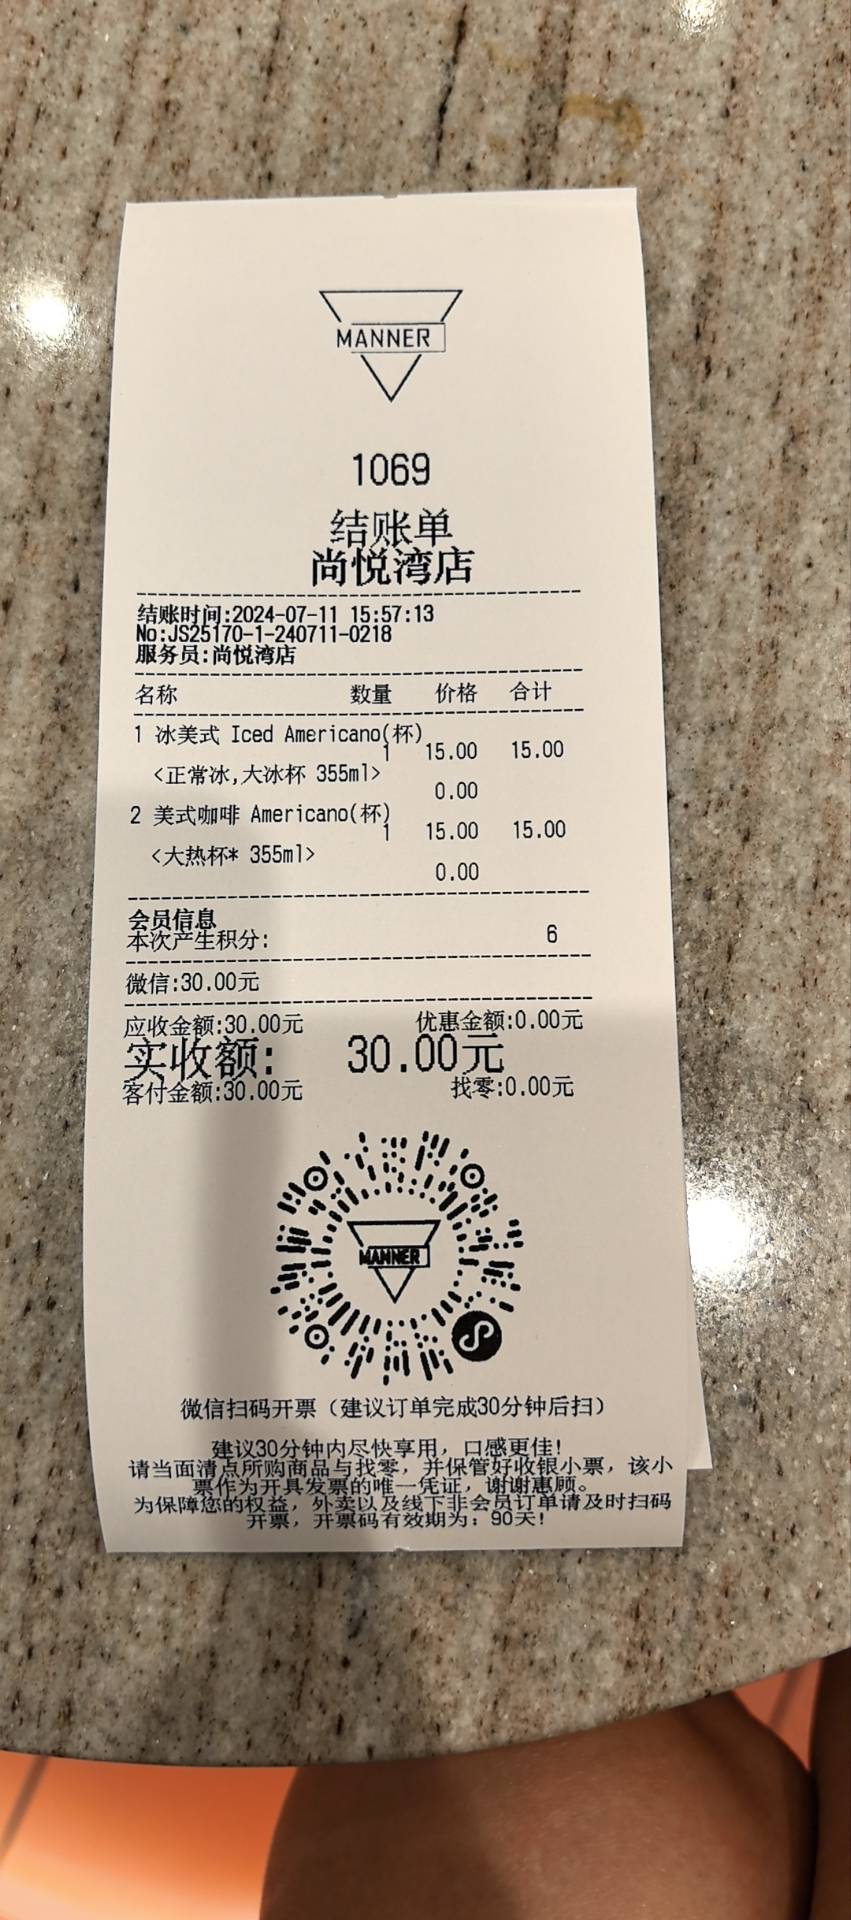 MANNER
1069
结账单
尚悦湾店
结账时间:2024-07-11 15:57:13
No:JS25170-1-240711-0218
服务员:尚悦湾店
名称 数量 价格 合计
1 冰美式 Iced Americano(杯)
1 15.00 15.00
<正常冰,大冰杯 355ml>
0.00
2 美式咖啡 Americano(杯)
1 15.00 15.00
<大热杯* 355ml>
0.00
会员信息
本次产生积分: 6
微信:30.00元
应收金额:30.00元 优惠金额:0.00元
实收额: 30.00元
客付金额:30.00元 找零:0.00元
MANNER
微信扫码开票（建议订单完成30分钟后扫）
建议30分钟内尽快享用，口感更佳!
请当面清点所购商品与找零，并保管好收银小票，该小
票作为开具发票的唯一凭证，谢谢惠顾。
为保障您的权益，外卖以及线下非会员订单请及时扫码
开票，开票码有效期为：90天!